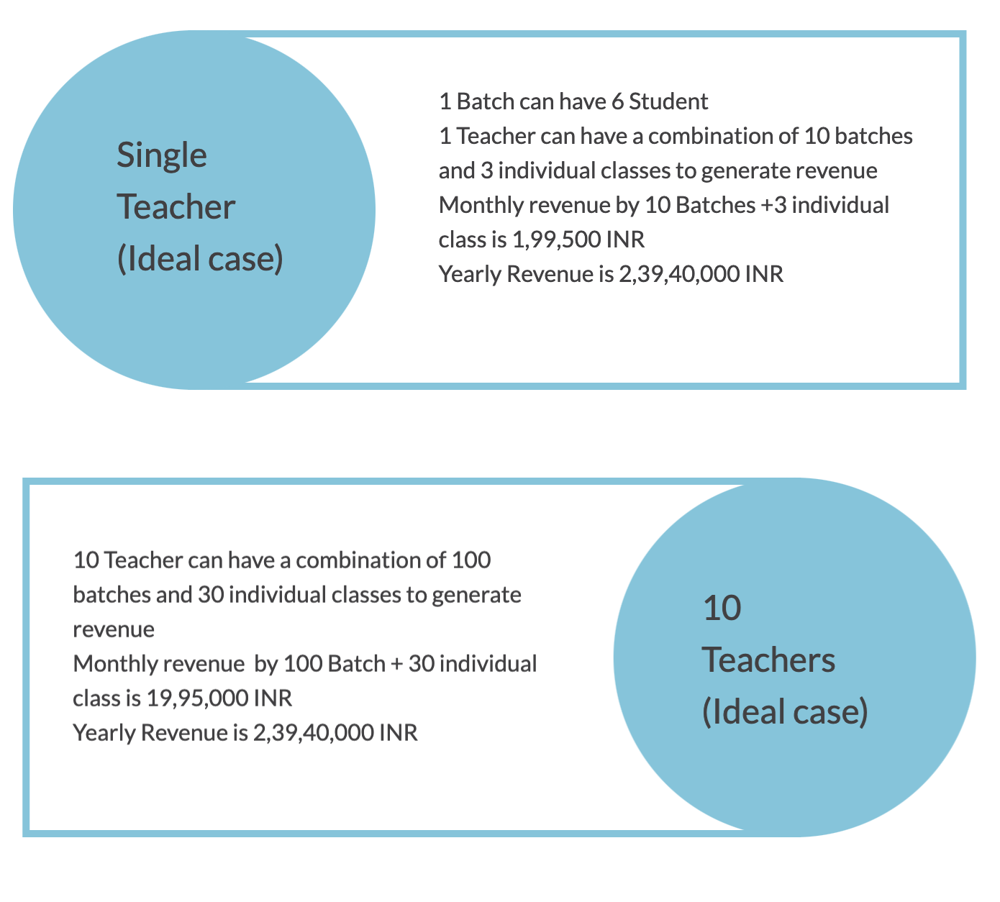 Single
Teacher
(Ideal case)
1 Batch can have 6 Student
1 Teacher can have a combination of 10 batches
and 3 individual classes to generate revenue
Monthly revenue by 10 Batches +3 individual
class is 1,99,500 INR
Yearly Revenue is 2,39,40,000 INR
10 Teacher can have a combination of 100
batches and 30 individual classes to generate
revenue
Monthly revenue  by 100 Batch + 30 individual
class is 19,95,000 INR
Yearly Revenue is 2,39,40,000 INR
10
Teachers
(Ideal case)